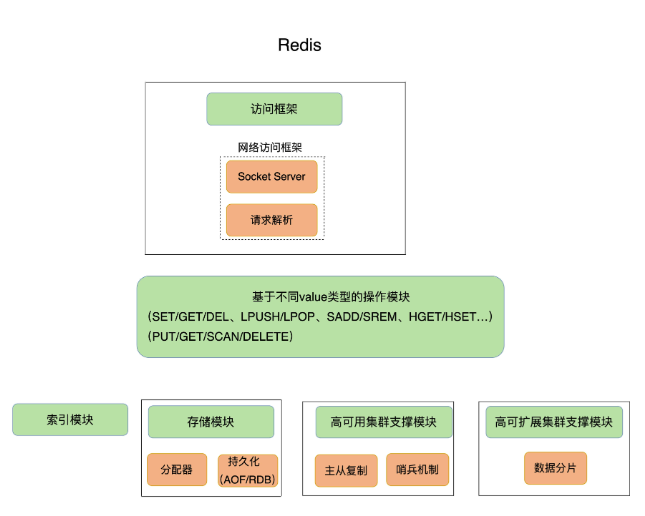 Redis
访问框架
网络访问框架
Socket Server
请求解析
基于不同value类型的操作模块
（SET/GET/DEL、LPUSH/LPOP、SADD/SREM、HGET/HSET…）
（PUT/GET/SCAN/DELETE）
索引模块
存储模块
分配器
持久化
（AOF/RDB）
高可用集群支撑模块
主从复制
哨兵机制
高可扩展集群支撑模块
数据分片